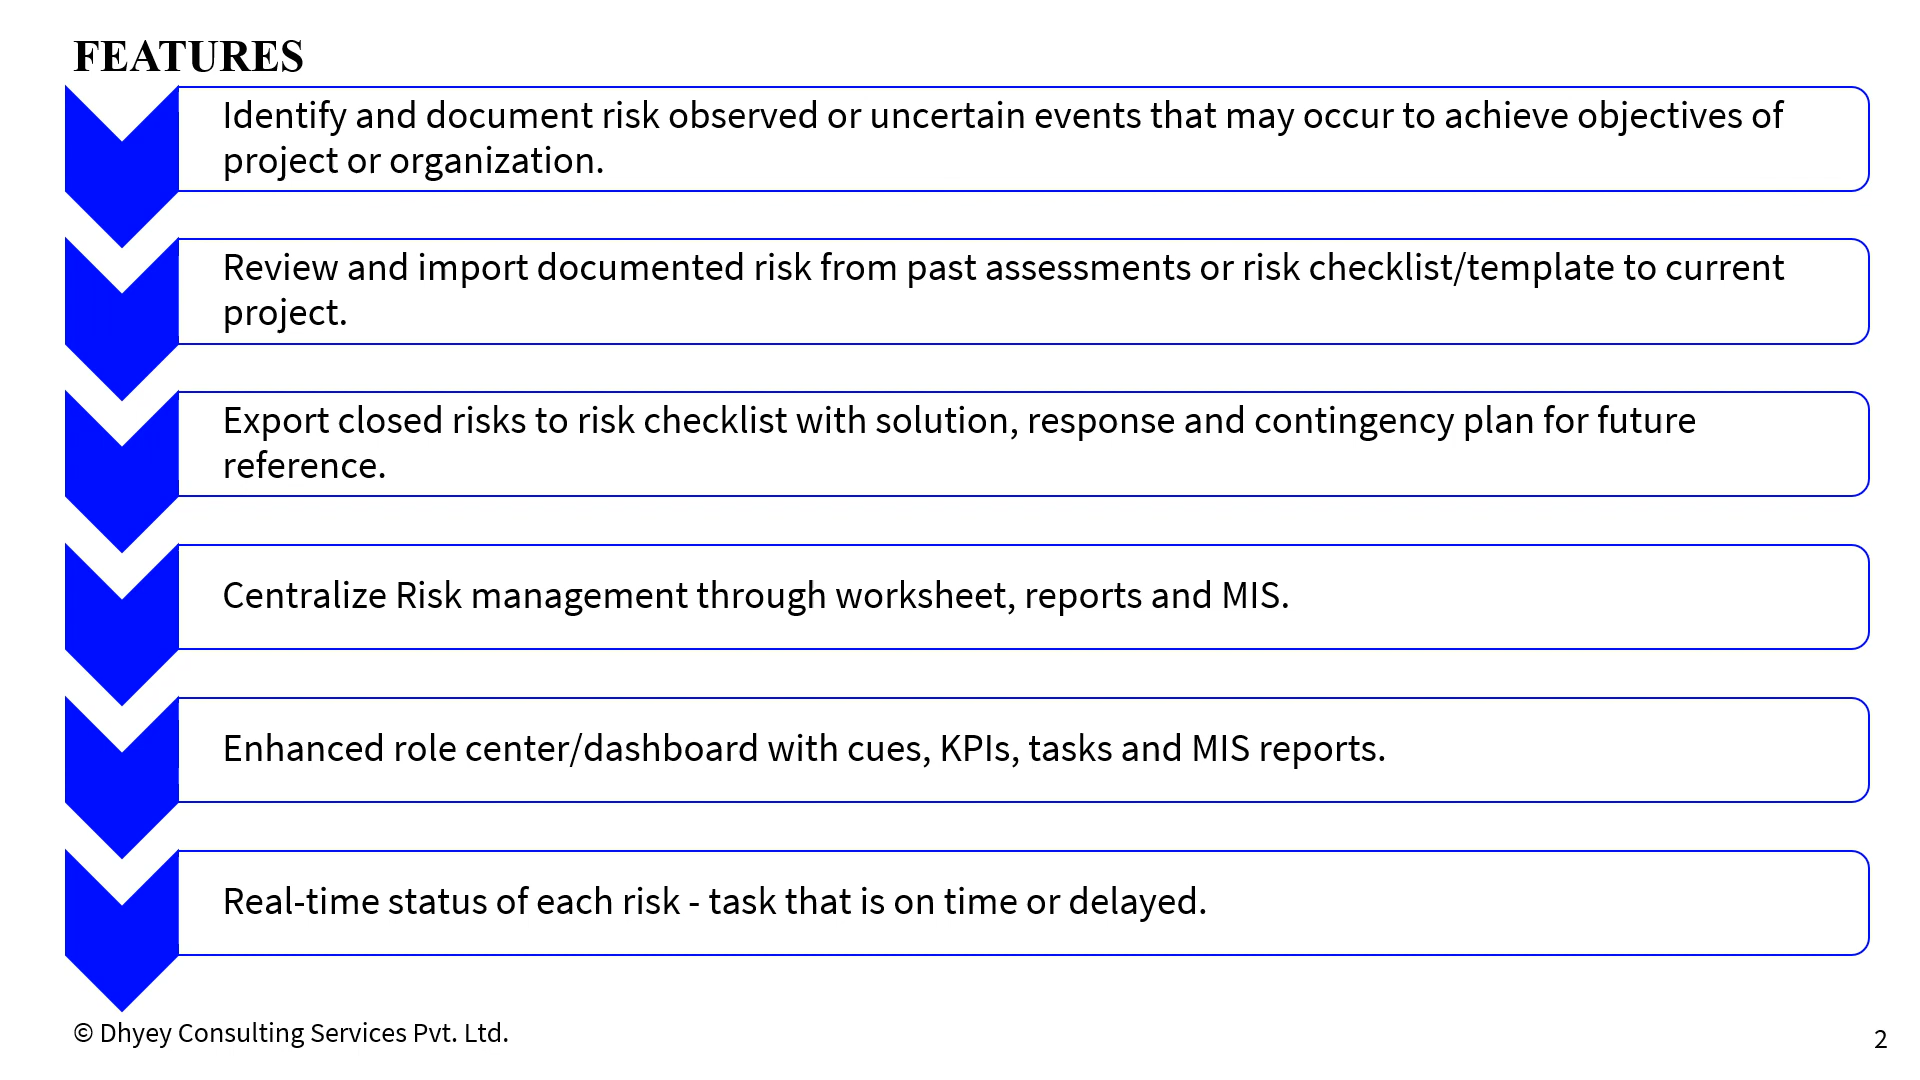 FEATURES
Identify and document risk observed or uncertain events that may occur to achieve objectives of
project or organization.
Review and import documented risk from past assessments or risk checklist/template to current
project.
Export closed risks to risk checklist with solution, response and contingency plan for future
reference.
Centralize Risk management through worksheet, reports and MIS.
Enhanced role center/dashboard with cues, KPIs, tasks and MIS reports.
Real-time status of each risk - task that is on time or delayed.
© Dhyey Consulting Services Pvt. Ltd.
2